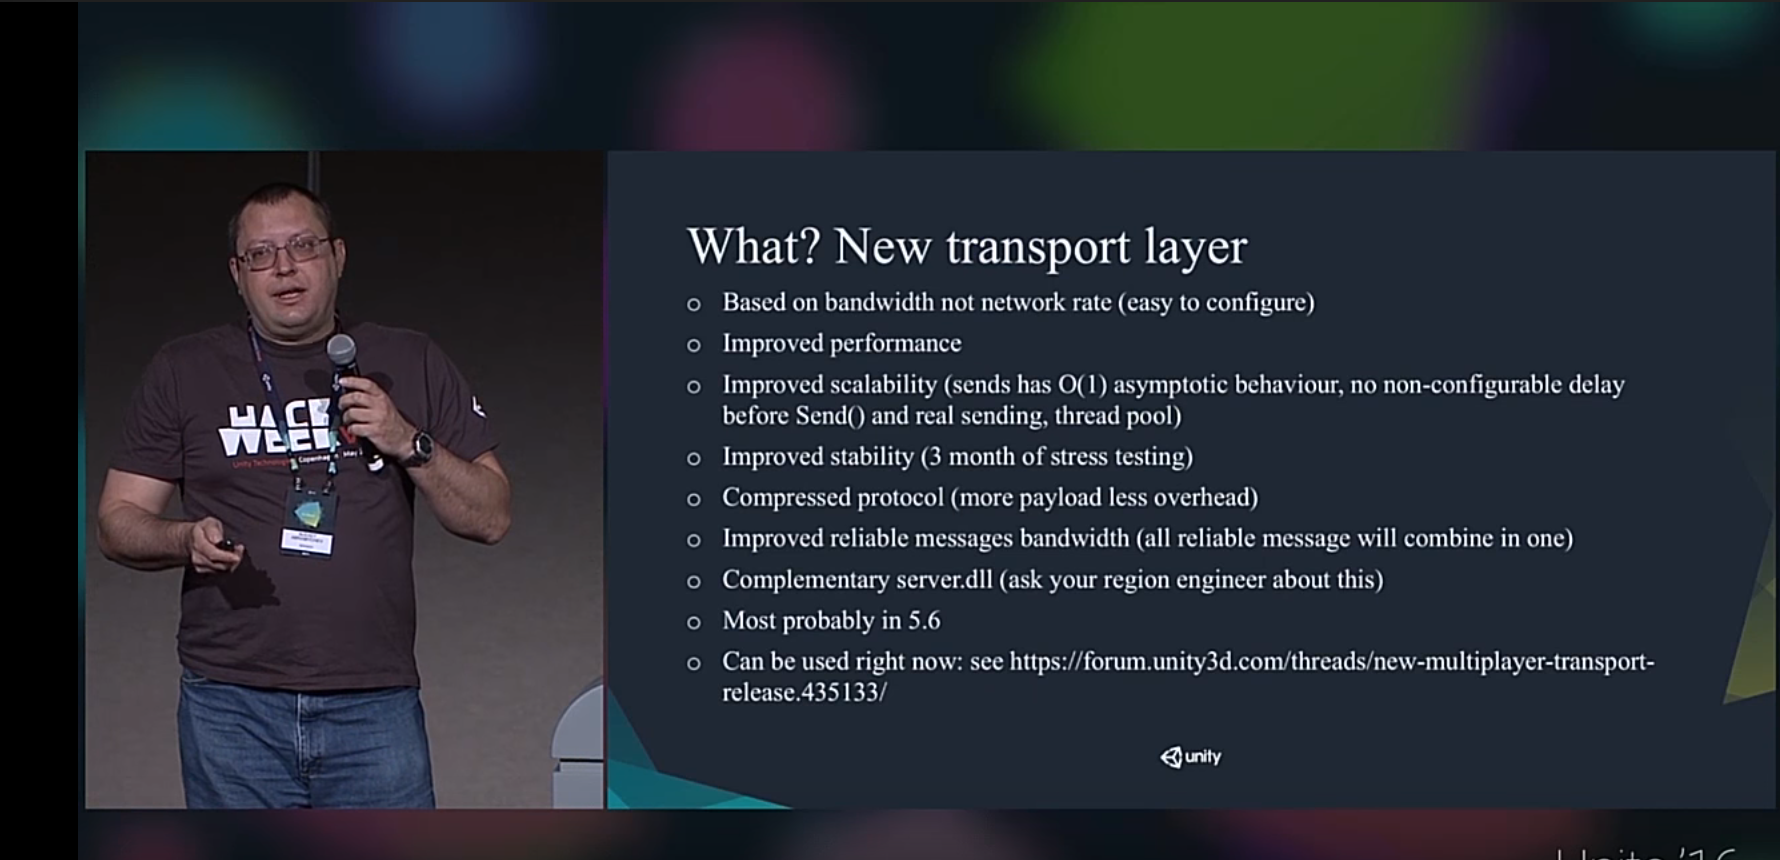 What? New transport layer
Based on bandwidth not network rate (easy to configure)
Improved performance
Improved scalability (sends has O(1) asymptotic behaviour, no non-configurable delay
before Send() and real sending, thread pool)
Improved stability (3 month of stress testing)
Compressed protocol (more payload less overhead)
Improved reliable messages bandwidth (all reliable message will combine in one)
Complementary server.dll (ask your region engineer about this)
Most probably in 5.6
Can be used right now: see https://forum.unity3d.com/threads/new-multiplayer-transport-
release.435133/
unity
HACK
WEEK
Unity Technologies Copenhagen May